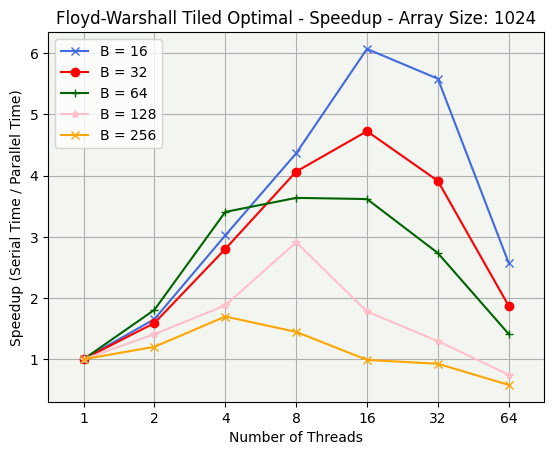 Floyd-Warshall Tiled Optimal - Speedup - Array Size: 1024
Speedup (Serial Time / Parallel Time)
6
5
4
3
2
1
B = 16
B = 32
B = 64
B = 128
B = 256
1 2 4 8 16 32 64
Number of Threads